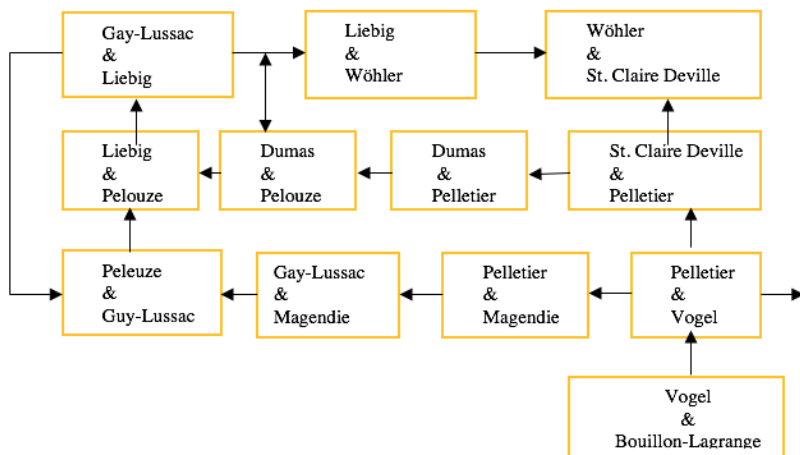 Gay-Lussac
&
Liebig
Liebig
&
Wöhler
Wöhler
&
St. Claire Deville
Liebig
&
Pelouze
Dumas
&
Pelouze
Dumas
&
Pelletier
St. Claire Deville
&
Pelletier
Peleuze
&
Guy-Lussac
Gay-Lussac
&
Magendie
Pelletier
&
Magendie
Pelletier
&
Vogel
Vogel
&
Bouillon-Lagrange